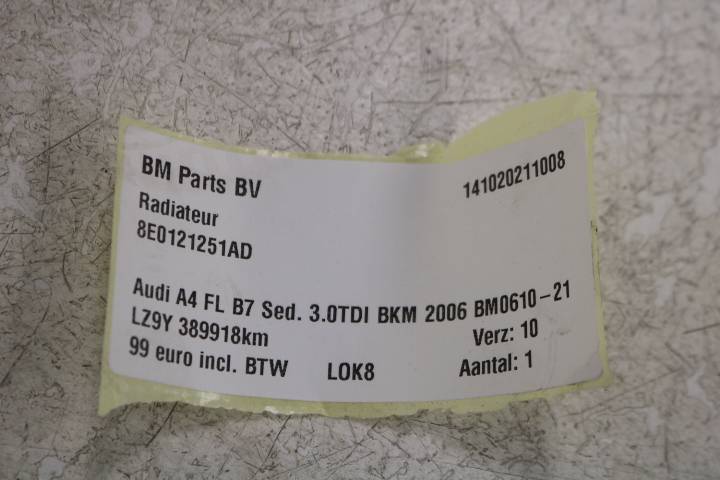 BM Parts BV 141020211008
Radiateur
8E0121251AD
Audi A4 FL B7 Sed. 3.0TDI BKM 2006 BM0610-21
LZ9Y 389918km Verz: 10
99 euro incl. BTW LOK8 Aantal: 1